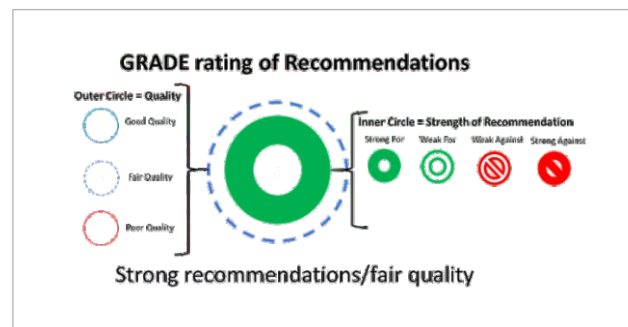 GRADE rating of Recommendations
Outer Circle = Quality
Good Quality
Fair Quality
Poor Quality
Inner Circle = Strength of Recommendation
Strong For
Weak For
Weak Against
Strong Against
Strong recommendations/fair quality